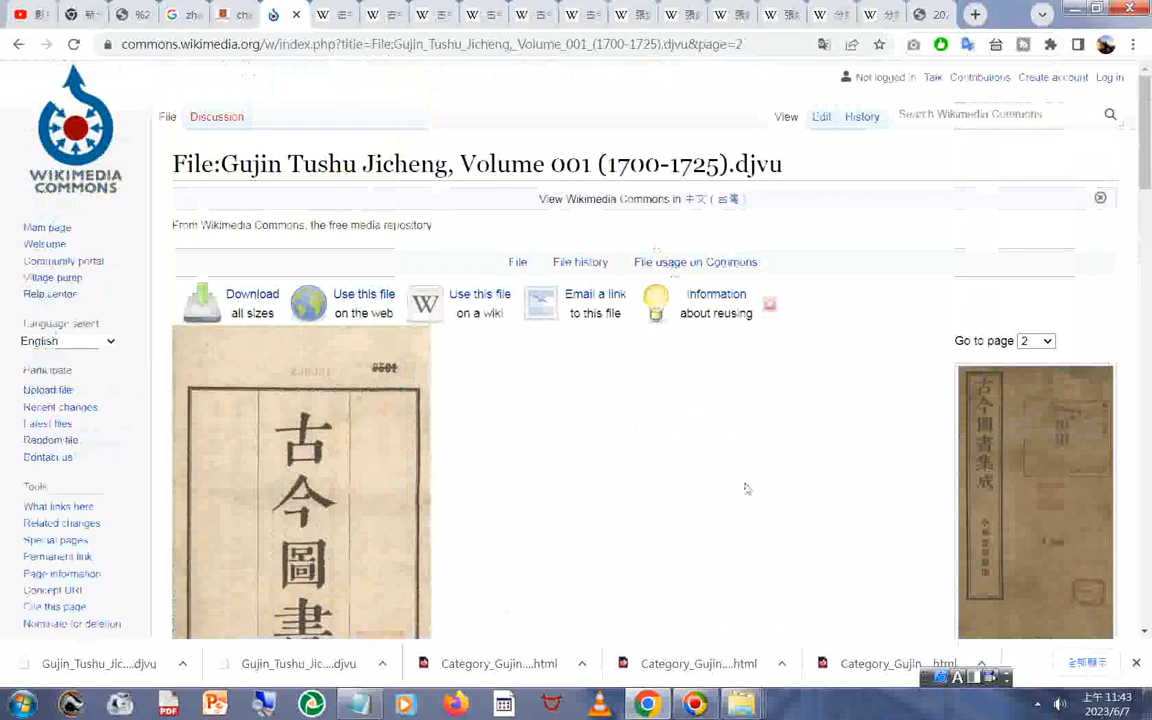 commons.wikimedia.org/w/index.php?title=File:Gujin_Tushu_Jicheng,_Volume_001_(1700-1725).djvu&page=2
Not logged in Talk Contributions Create account Log in
File Discussion View Edit History Search Wikimedia Commons
WIKIMEDIA COMMONS
File:Gujin Tushu Jicheng, Volume 001 (1700-1725).djvu
View Wikimedia Commons in 中文（台灣）
From Wikimedia Commons, the free media repository
File File history File usage on Commons
Download all sizes
Use this file on the web
Use this file on a wiki
Email a link to this file
Information about reusing
Go to page 2
Main page
Welcome
Community portal
Village pump
Help center
Language select
English
Participate
Upload file
Recent changes
Latest files
Random file
Contact us
Tools
What links here
Related changes
Special pages
Permanent link
Page information
Concept URI
Cite this page
Nominate for deletion
古今圖書
古今圖書集成
Gujin_Tushu_Jic....djvu
Gujin_Tushu_Jic....djvu
Category_Gujin....html
Category_Gujin....html
Category_Gujin....html
全部顯示
A
上午 11:43
2023/6/7